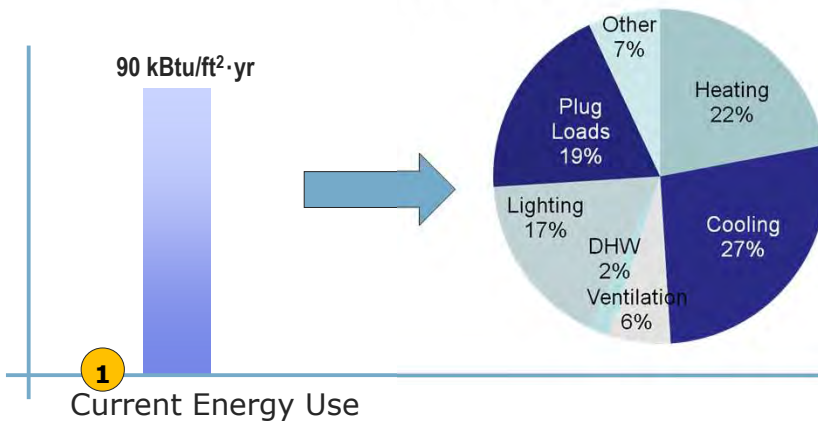 90 kBtu/ft²·yr
1
Current Energy Use
Other
7%
Heating
22%
Plug
Loads
19%
Cooling
27%
Lighting
17%
DHW
2%
Ventilation
6%